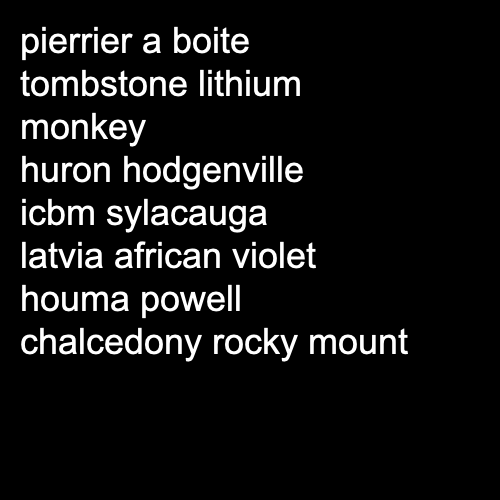 pierrier a boite
tombstone lithium
monkey
huron hodgenville
icbm sylacauga
latvia african violet
houma powell
chalcedony rocky mount